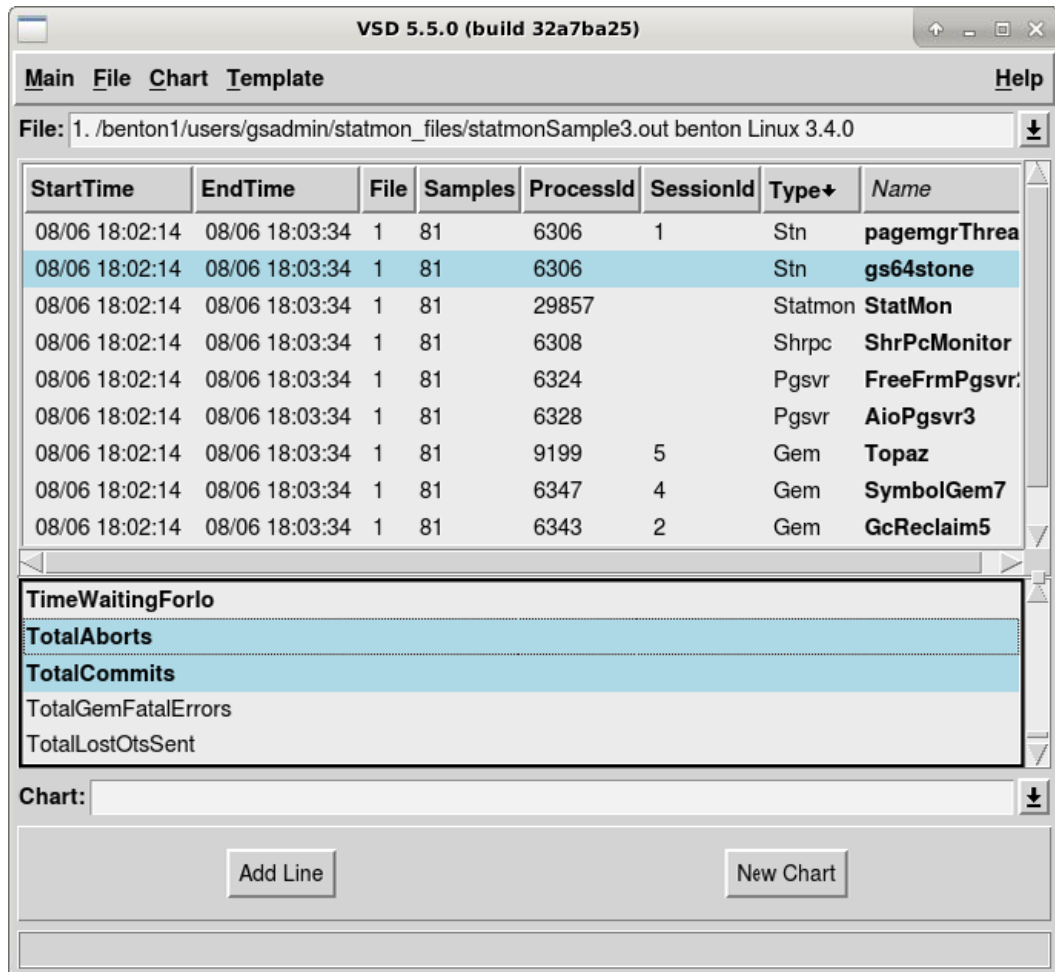 VSD 5.5.0 (build 32a7ba25)
Main File Chart Template Help
File: 1. /benton1/users/gsadmin/statmon_files/statmonSample3.out benton Linux 3.4.0
StartTime EndTime File Samples ProcessId SessionId Type Name
08/06 18:02:14 08/06 18:03:34 1 81 6306 1 Stn pagemgrThrea
08/06 18:02:14 08/06 18:03:34 1 81 6306 Stn gs64stone
08/06 18:02:14 08/06 18:03:34 1 81 29857 Statmon StatMon
08/06 18:02:14 08/06 18:03:34 1 81 6308 Shrpc ShrPcMonitor
08/06 18:02:14 08/06 18:03:34 1 81 6324 Pgsvr FreeFrmPgsvr
08/06 18:02:14 08/06 18:03:34 1 81 6328 Pgsvr AioPgsvr3
08/06 18:02:14 08/06 18:03:34 1 81 9199 5 Gem Topaz
08/06 18:02:14 08/06 18:03:34 1 81 6347 4 Gem SymbolGem7
08/06 18:02:14 08/06 18:03:34 1 81 6343 2 Gem GcReclaim5
TimeWaitingForIo
TotalAborts
TotalCommits
TotalGemFatalErrors
TotalLostOtsSent
Chart:
Add Line New Chart